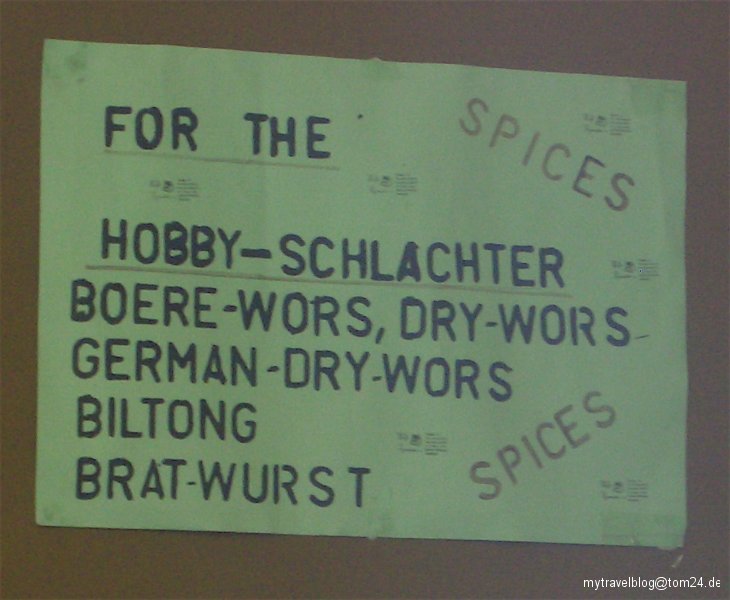 FOR THE
SPICES
HOBBY-SCHLACHTER
BOERE-WORS, DRY-WORS
GERMAN-DRY-WORS
BILTONG
SPICES
BRAT-WURST
mytravelblog@tom24.de